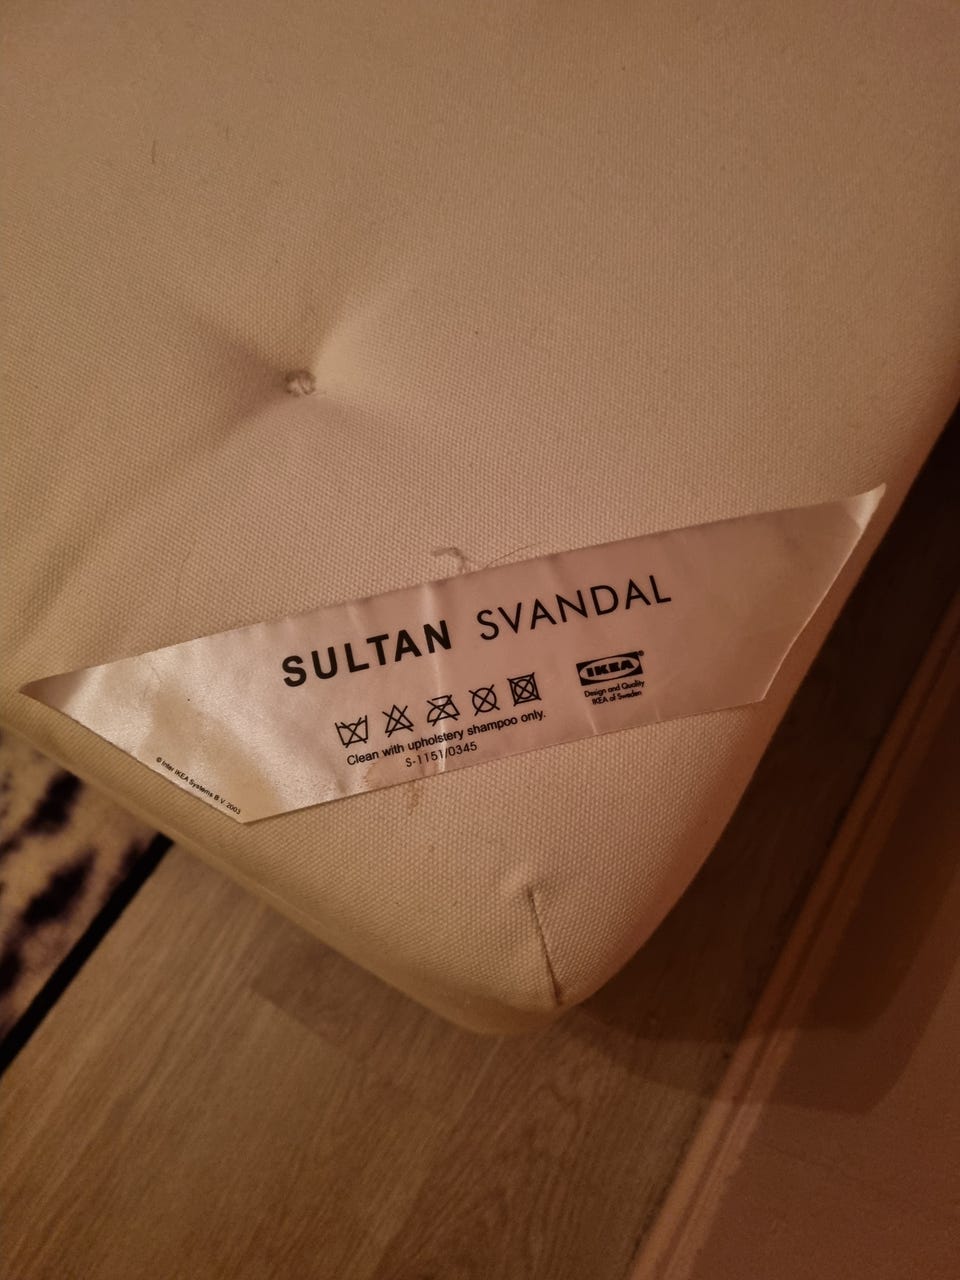 SULTAN SVANDAL
IKEA®
Design and Quality
IKEA of Sweden
Clean with upholstery shampoo only.
S-1151/0345
© Inter IKEA Systems B.V. 2003